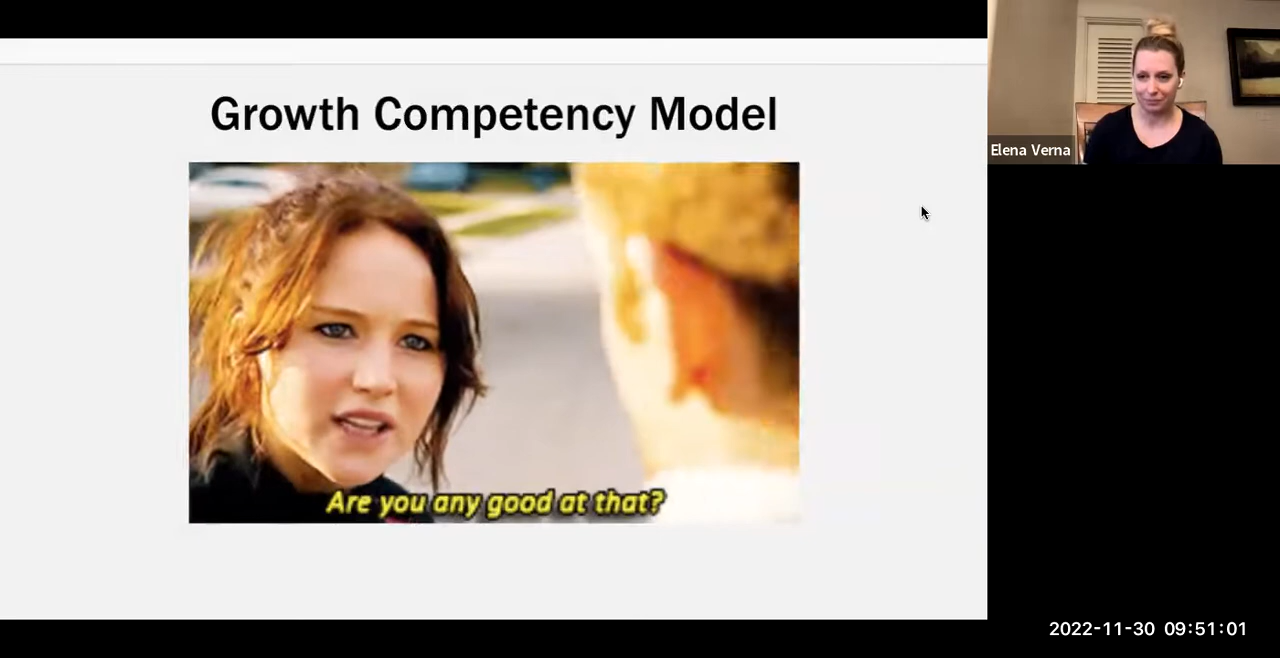 Growth Competency Model
Are you any good at that?
Elena Verna
2022-11-30 09:51:01